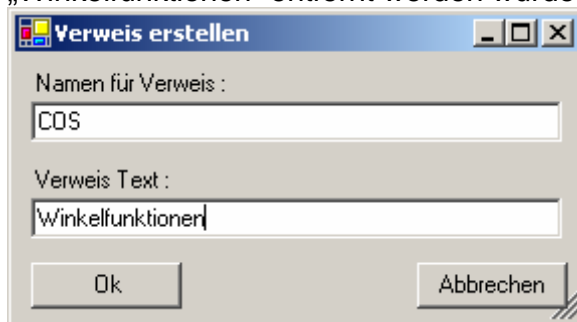 „Winkelfunktionen“ entfernt werden würde
Verweis erstellen
Namen für Verweis :
COS
Verweis Text :
Winkelfunktionen
Ok
Abbrechen